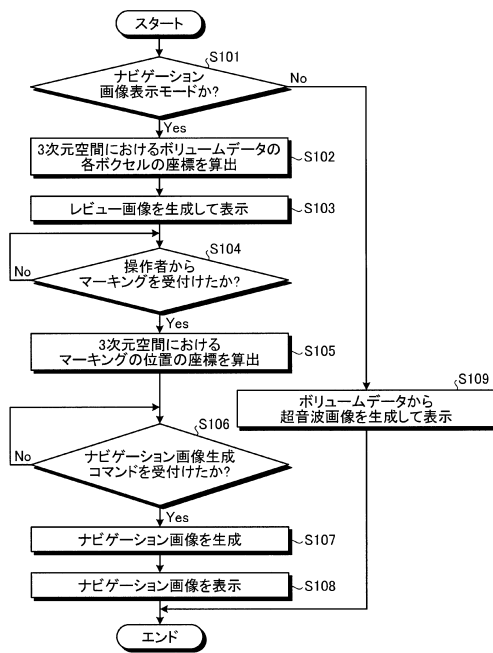 スタート
S101
ナビゲーション
画像表示モードか?
No
Yes
3次元空間におけるボリュームデータの
各ボクセルの座標を算出
S102
レビュー画像を生成して表示
S103
S104
操作者から
マーキングを受付けたか?
No
Yes
3次元空間における
マーキングの位置の座標を算出
S105
S109
ボリュームデータから
超音波画像を生成して表示
S106
ナビゲーション画像生成
コマンドを受付けたか?
No
Yes
ナビゲーション画像を生成
S107
ナビゲーション画像を表示
S108
エンド